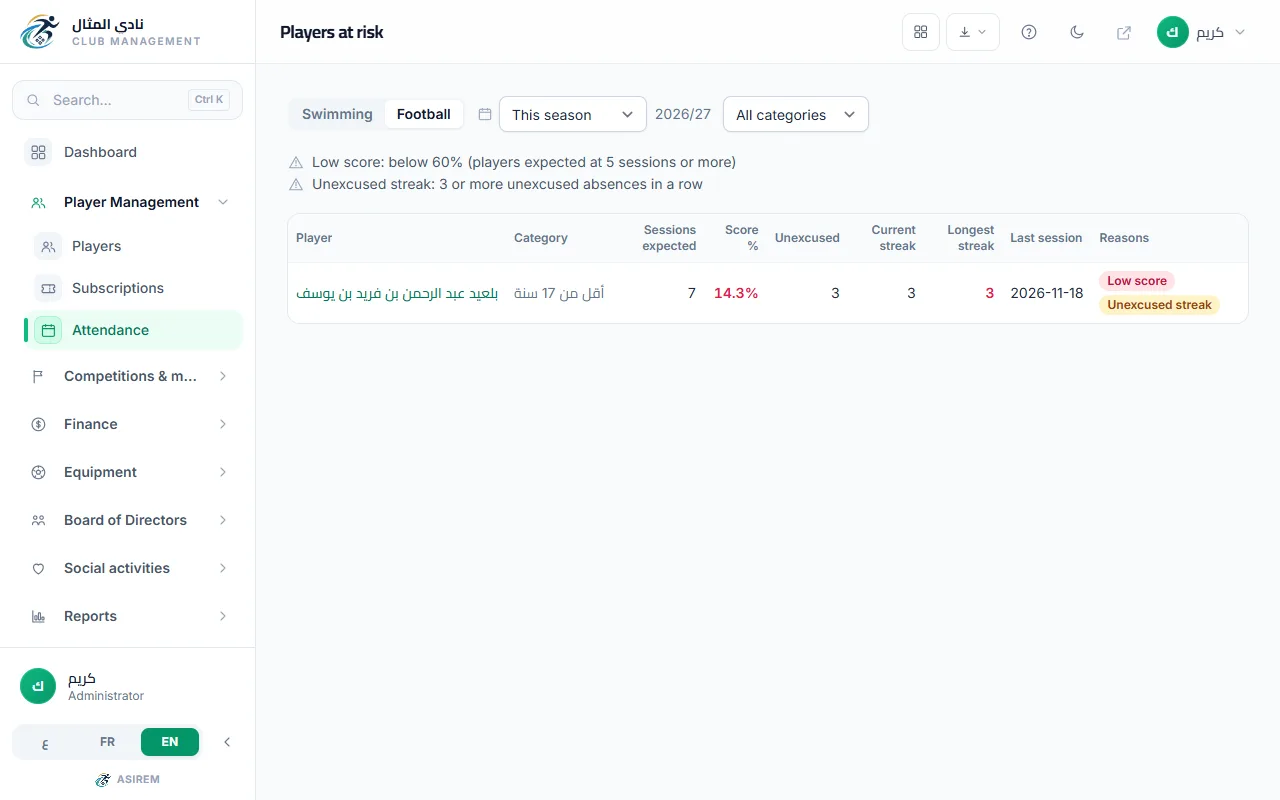 نادي المثال
CLUB MANAGEMENT
Players at risk
ك
كريم
Search...
Ctrl K
Dashboard
Player Management
Players
Subscriptions
Attendance
Competitions & m...
Finance
Equipment
Board of Directors
Social activities
Reports
ك
كريم
Administrator
ع
FR
EN
ASIREM
Swimming
Football
This season
2026/27
All categories
Low score: below 60% (players expected at 5 sessions or more)
Unexcused streak: 3 or more unexcused absences in a row
Player
Category
Sessions expected
Score %
Unexcused
Current streak
Longest streak
Last session
Reasons
بلعيد عبد الرحمن بن فريد بن يوسف
أقل من 17 سنة
7
14.3%
3
3
3
2026-11-18
Low score
Unexcused streak